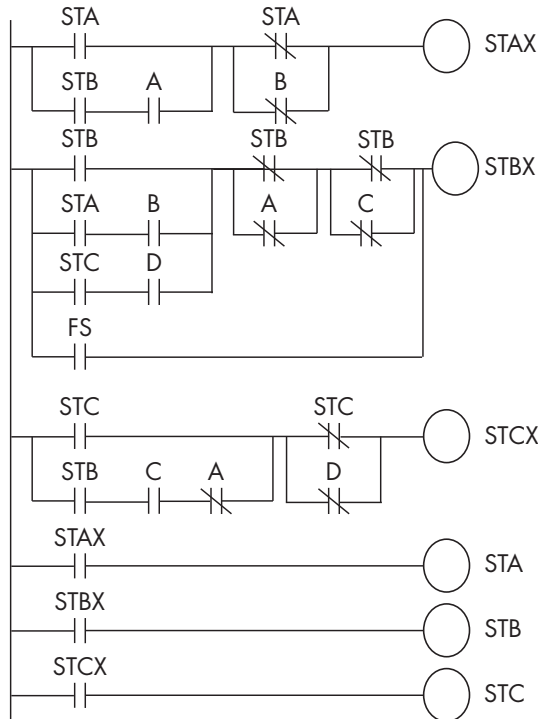 STA STA
STAX
STB A B
STB STB STB
STBX
STA B A C
STC D
FS
STC STC
STCX
STB C A D
STAX
STA
STBX
STB
STCX
STC